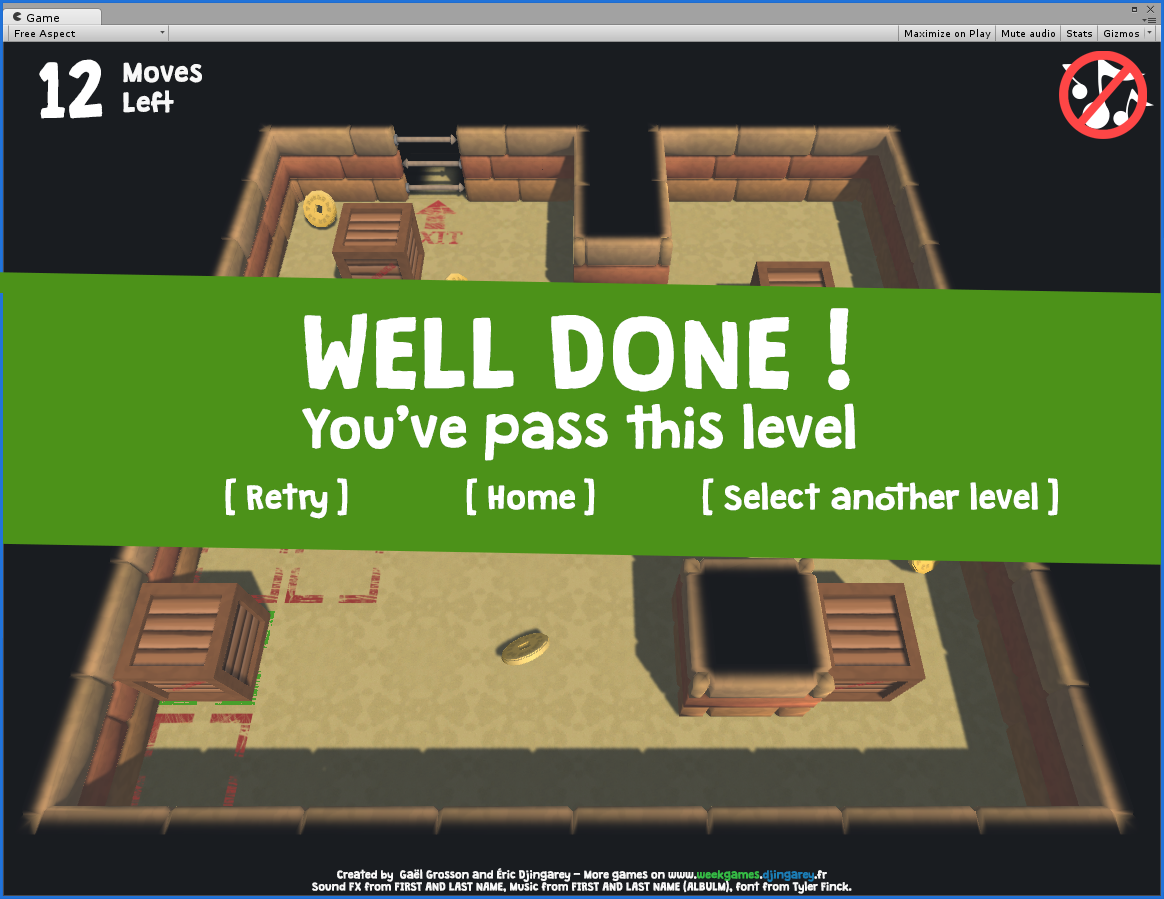 Game
Free Aspect
Maximize on Play
Mute audio
Stats
Gizmos
12
Moves
Left
WELL DONE !
You've pass this level
[ Retry ]
[ Home ]
[ Select another level ]
Created by Gaël Grosson and Éric Djingarey – More games on www.weekgames.djingarey.fr
Sound FX from FIRST AND LAST NAME, Music from FIRST AND LAST NAME (ALBULM), font from Tyler Finck.